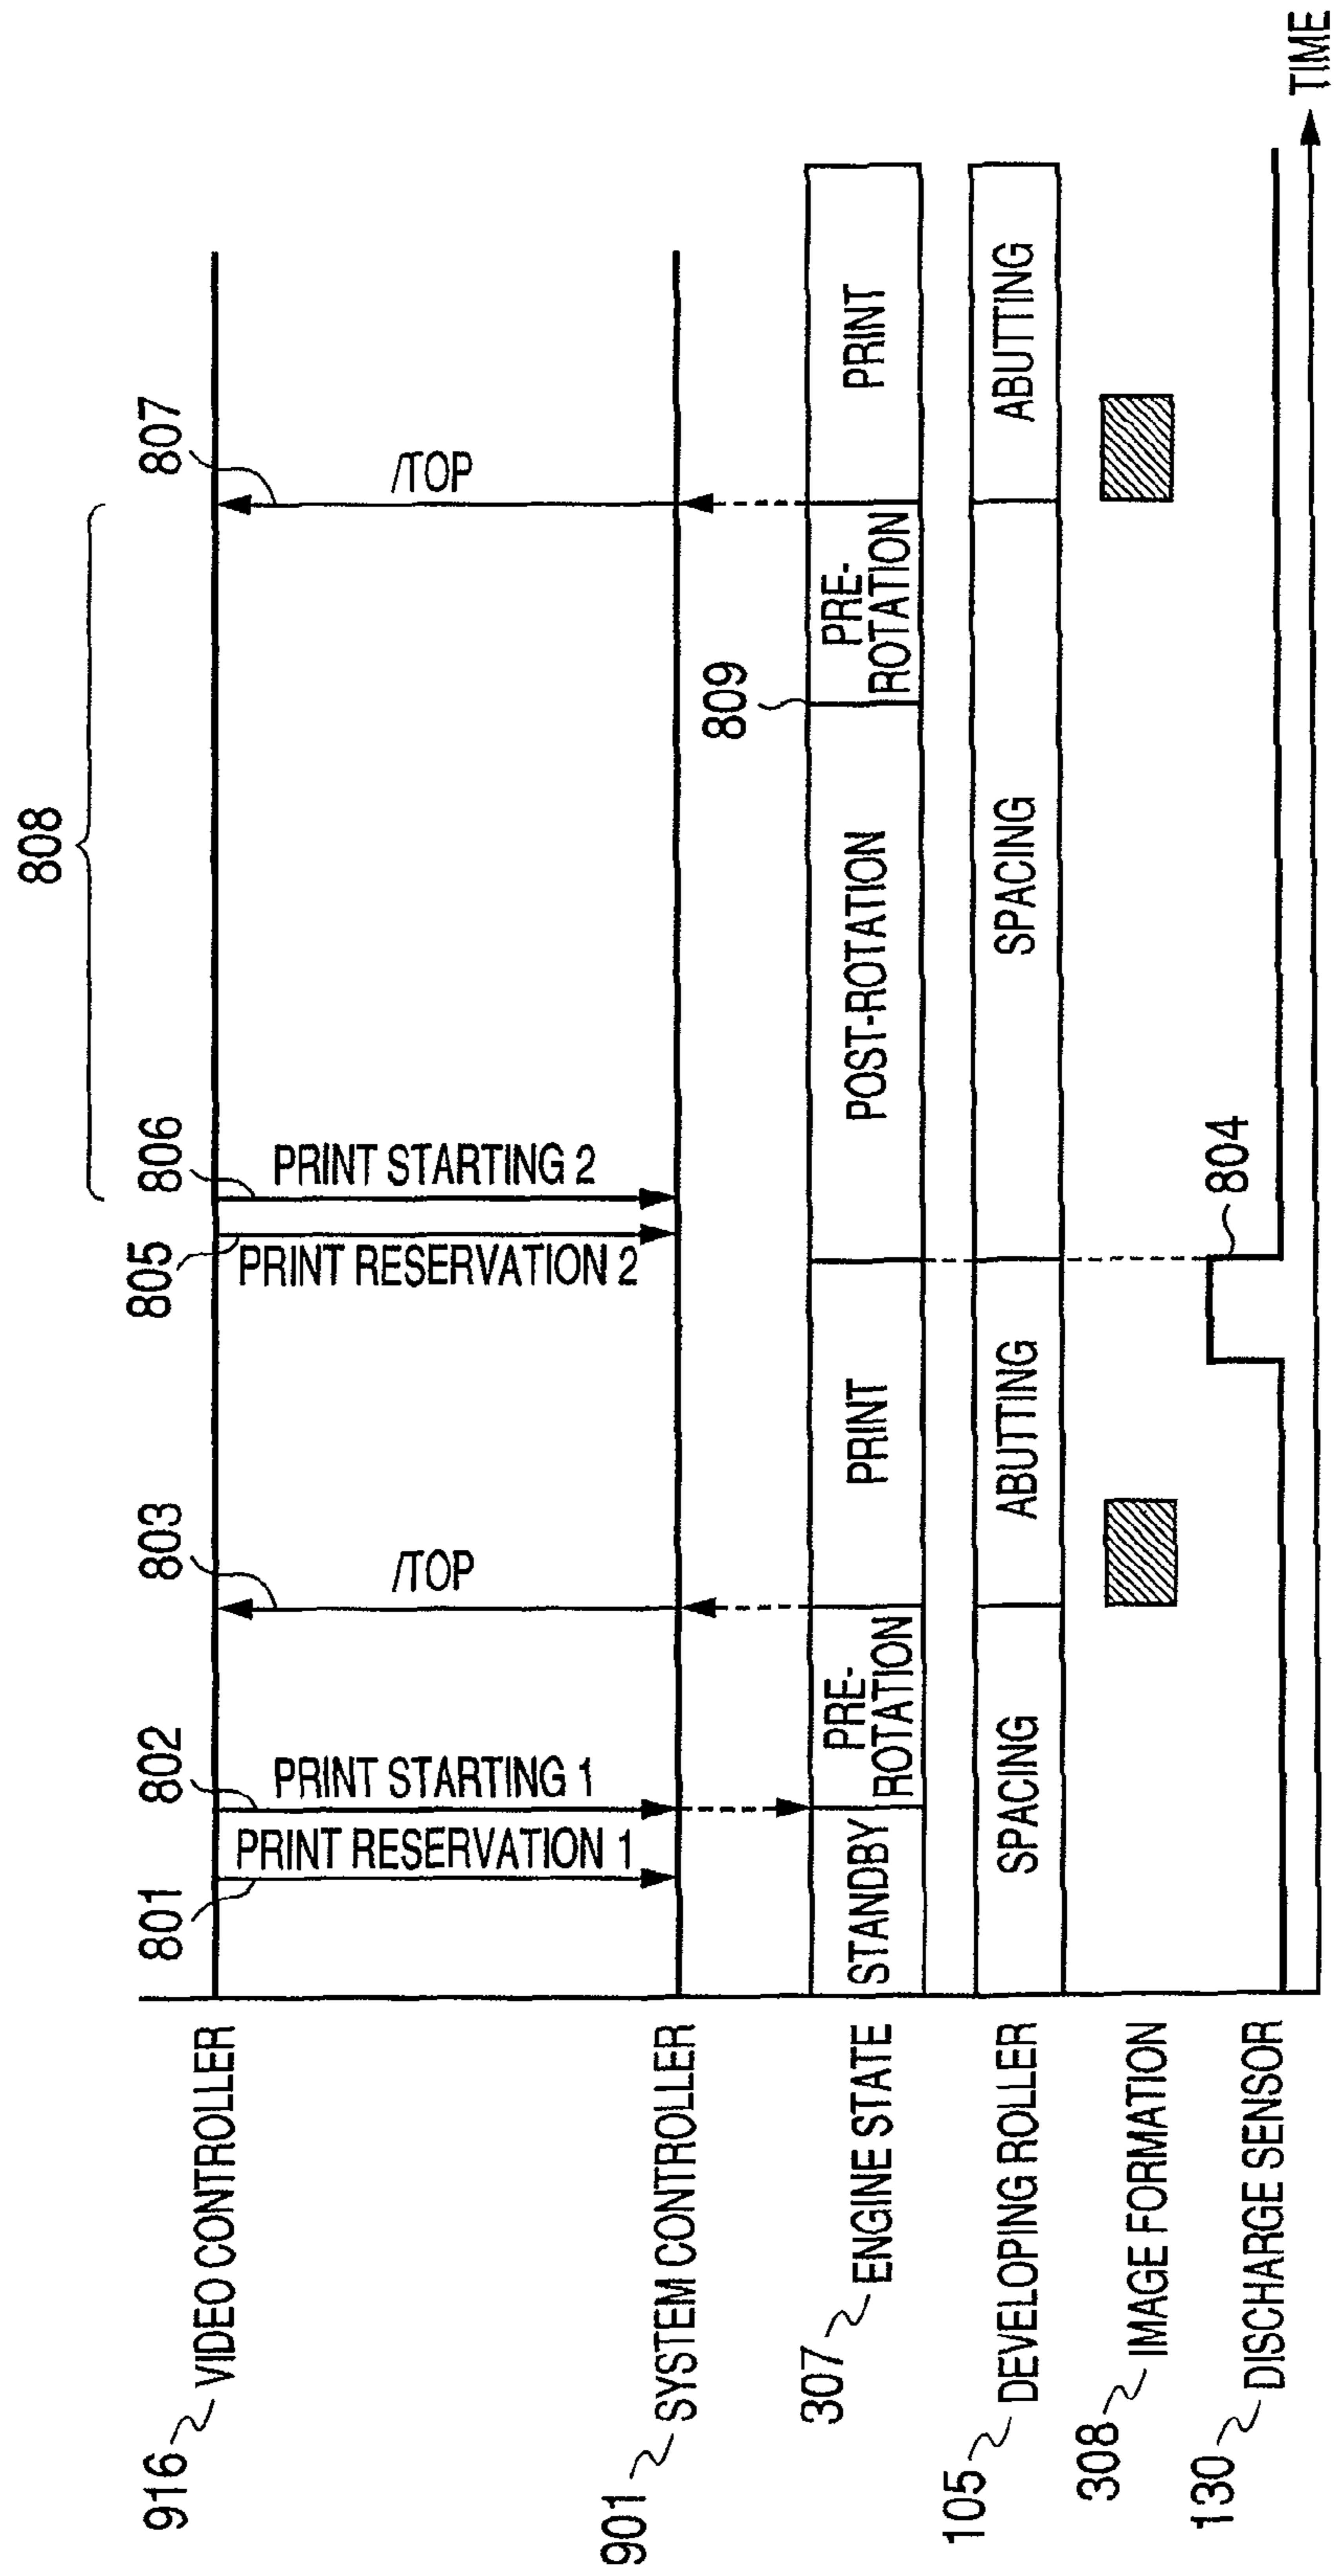 808
801
802
803
805
806
807
916 VIDEO CONTROLLER
PRINT RESERVATION 1
PRINT STARTING 1
/TOP
PRINT RESERVATION 2
PRINT STARTING 2
/TOP
901 SYSTEM CONTROLLER
809
307 ENGINE STATE
STANDBY
PRE-
ROTATION
PRINT
POST-ROTATION
PRE-
ROTATION
PRINT
105 DEVELOPING ROLLER
SPACING
ABUTTING
SPACING
ABUTTING
308 IMAGE FORMATION
130 DISCHARGE SENSOR
804
TIME